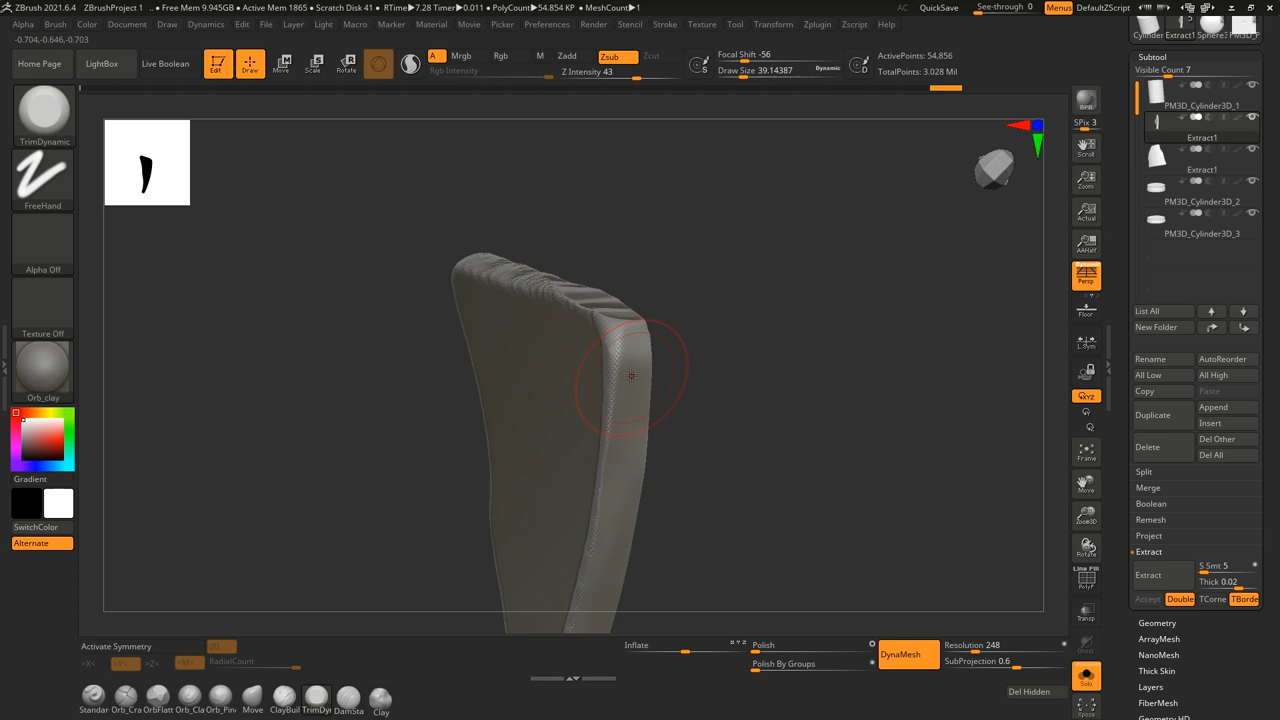 ZBrush 2021.6.4 ZBrushProject 1 .. • Free Mem 9.945GB • Active Mem 1865 • Scratch Disk 41 • RTime▸7.28 Timer▸0.011 • PolyCount▸54.854 KP • MeshCount▸1
AC QuickSave See-through 0 Menus DefaultZScript
Alpha Brush Color Document Draw Dynamics Edit File Layer Light Macro Marker Material Movie Picker Preferences Render Stencil Stroke Texture Tool Transform Zplugin Zscript Help
-0.704,-0.646,-0.703
Home Page LightBox Live Boolean Edit Draw Move Scale Rotate
A Mrgb Rgb M Zadd Zsub Zcut
Rgb Intensity Z Intensity 43
Focal Shift -56
Draw Size 39.14387 Dynamic
S D
ActivePoints: 54,856
TotalPoints: 3.028 Mil
TrimDynamic
FreeHand
Alpha Off
Texture Off
Orb_clay
Gradient
SwitchColor
Alternate
BPR
SPix 3
Scroll
Zoom
Actual
AAHalf
Dynamic
Persp
Floor
L.Sym
XYZ
Frame
Move
Zoom3D
Rotate
Line Fill
PolyF
Transp
Ghost
Solo
Xpose
Cylinder Extract1 Sphere3 PM3D_F
Subtool
Visible Count 7
PM3D_Cylinder3D_1
Extract1
Extract1
PM3D_Cylinder3D_2
PM3D_Cylinder3D_3
List All
New Folder
Rename AutoReorder
All Low All High
Copy Paste
Duplicate Append
Insert
Delete Del Other
Del All
Split
Merge
Boolean
Remesh
Project
Extract
Extract S Smt 5
Thick 0.02
Accept Double TCorne TBorde
Geometry
ArrayMesh
NanoMesh
Thick Skin
Layers
FiberMesh
Geometry HD
Activate Symmetry (R)
>X< >Y< >Z< >M< RadialCount
Inflate Polish
Polish By Groups
DynaMesh
Resolution 248
SubProjection 0.6
Del Hidden
Standar Orb_Cra OrbFlatt Orb_Cla Orb_Pin Move ClayBuil TrimDyn DamSta Clay